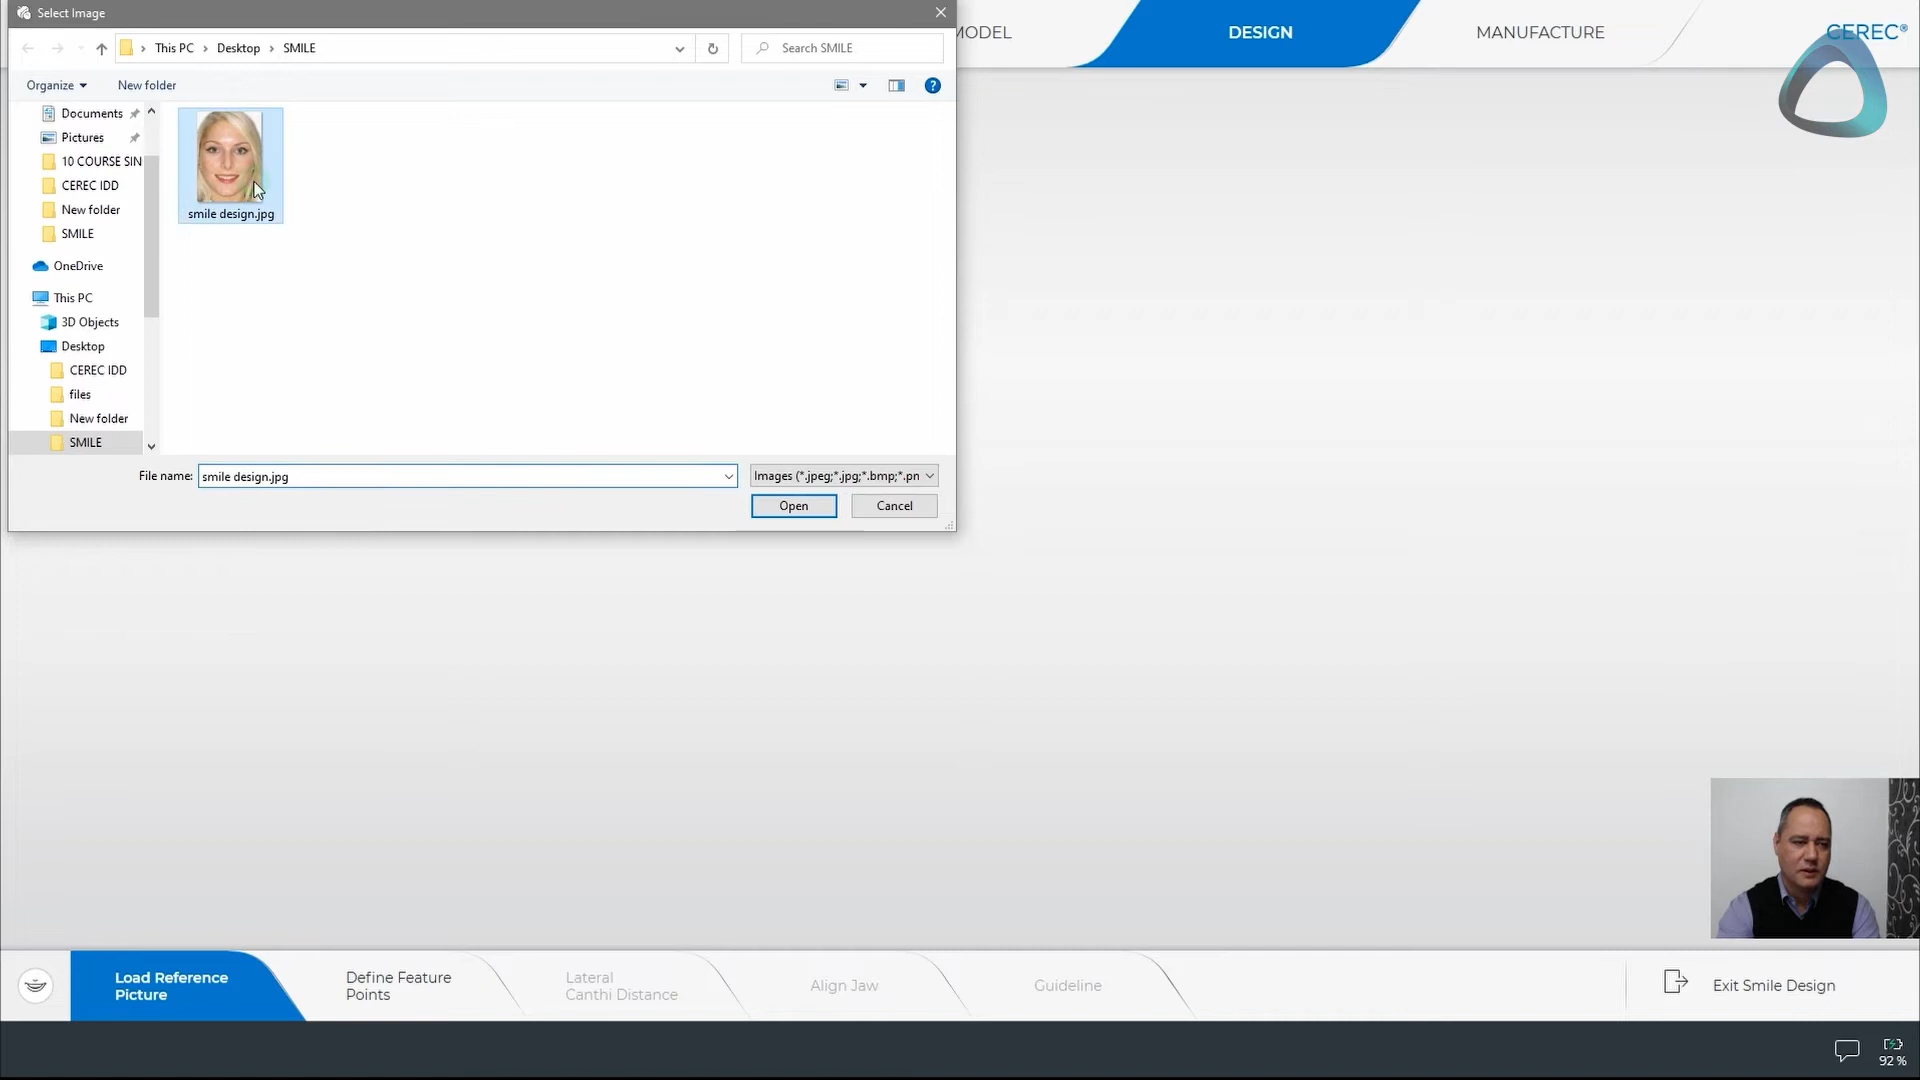 Select Image
MODEL
DESIGN
MANUFACTURE
CEREC®
This PC > Desktop > SMILE
Search SMILE
Organize
New folder
Documents
Pictures
10 COURSE SIN
CEREC IDD
New folder
SMILE
OneDrive
This PC
3D Objects
Desktop
CEREC IDD
files
New folder
SMILE
smile design.jpg
File name:
smile design.jpg
Images (*.jpeg;*.jpg;*.bmp;*.pn
Open
Cancel
Load Reference
Picture
Define Feature
Points
Lateral
Canthi Distance
Align Jaw
Guideline
Exit Smile Design
92 %